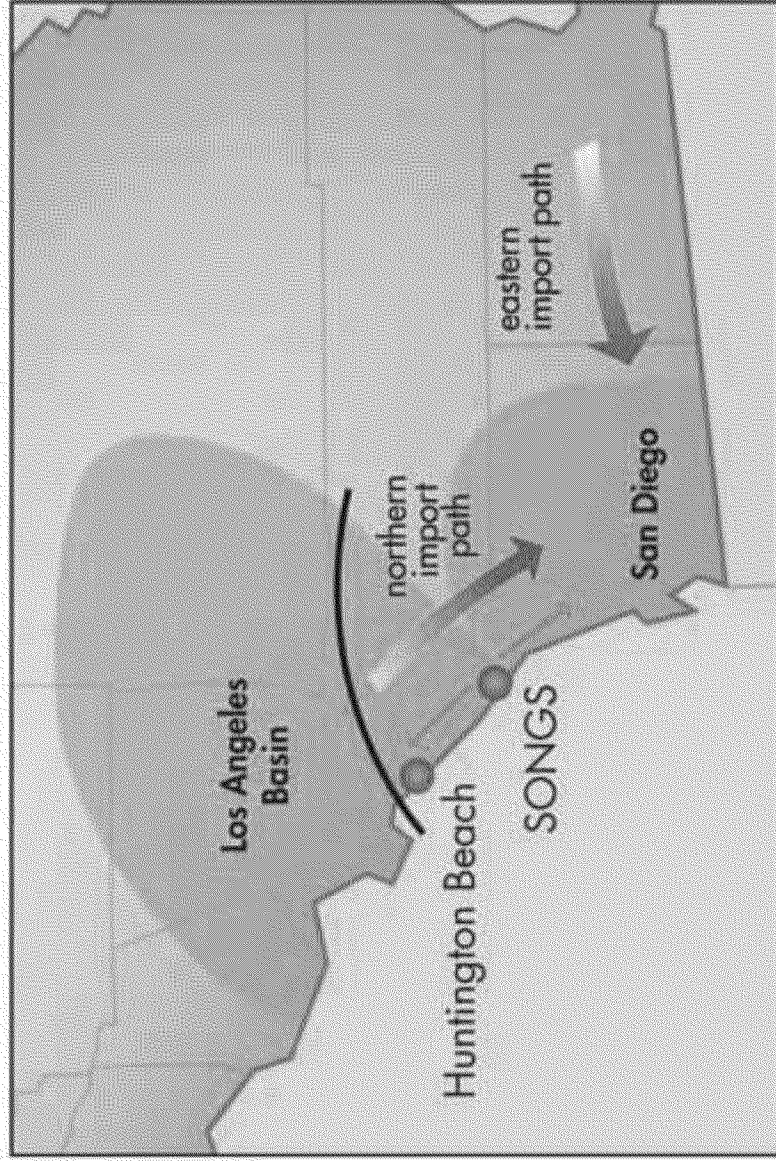 Los Angeles
Basin
northern
import
path
eastern
import path
Huntington Beach
SONGS
San Diego